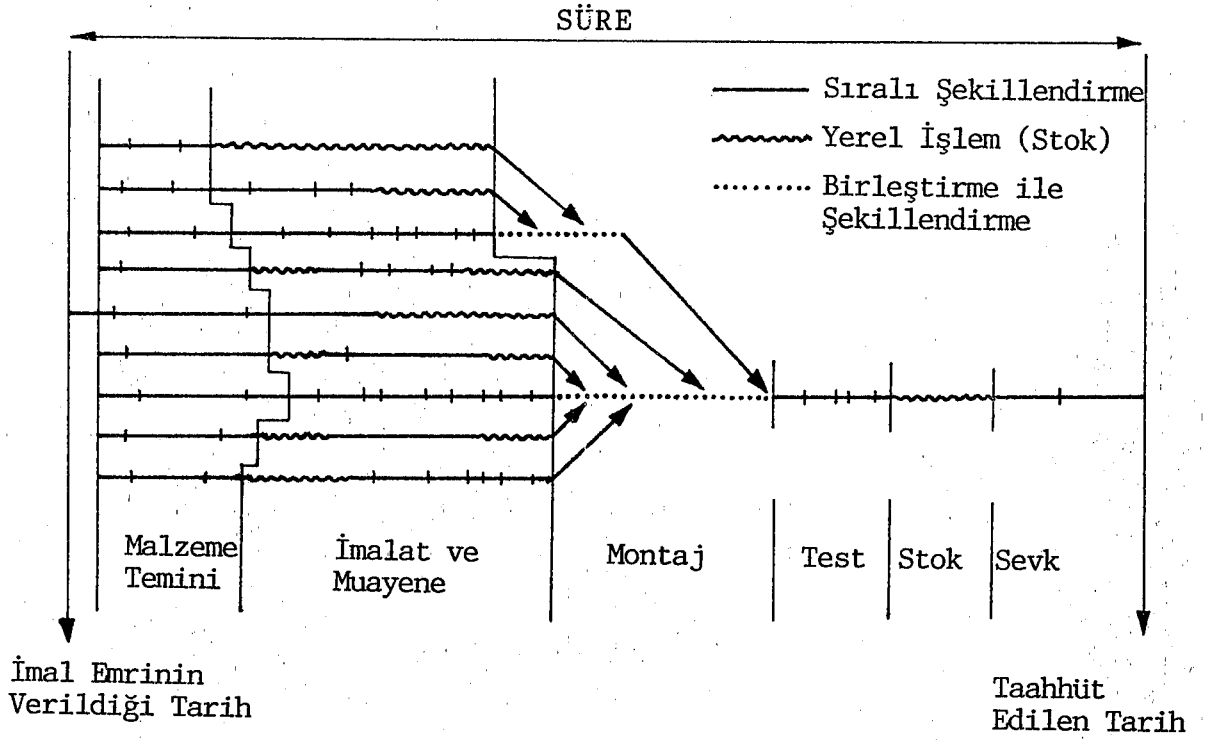 SÜRE
Sıralı Şekillendirme
Yerel İşlem (Stok)
Birleştirme ile
Şekillendirme
Malzeme
Temini
İmalat ve
Muayene
Montaj
Test
Stok
Sevk
İmal Emrinin
Verildiği Tarih
Taahhüt
Edilen Tarih